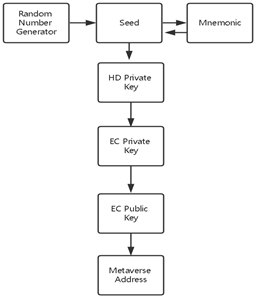 Random
Number
Generator
Seed
Mnemonic
HD Private
Key
EC Private
Key
EC Public
Key
Metaverse
Address